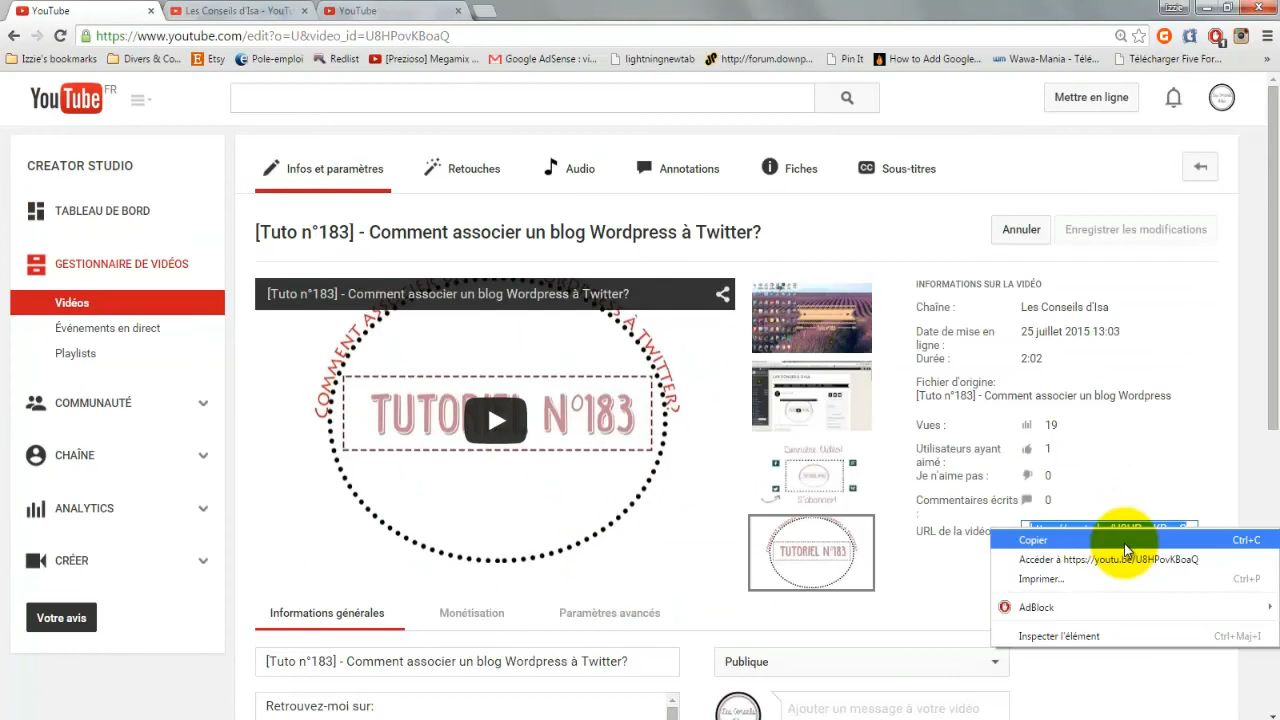 YouTube
Les Conseils d'Isa - YouTu
YouTube
Izzie
https://www.youtube.com/edit?o=U&video_id=U8HPovKBoaQ
Izzie's bookmarks
Divers & Co...
Etsy
Pole-emploi
Redlist
[Prezioso] Megamix ...
Google AdSense : vi...
lightningnewtab
http://forum.downp...
Pin It
How to Add Google...
Wawa-Mania - Tél...
Télécharger Five For...
»
YouTube FR
Mettre en ligne
CREATOR STUDIO
TABLEAU DE BORD
GESTIONNAIRE DE VIDÉOS
Vidéos
Événements en direct
Playlists
COMMUNAUTÉ
CHAÎNE
ANALYTICS
CRÉER
Votre avis
Infos et paramètres
Retouches
Audio
Annotations
Fiches
CC Sous-titres
[Tuto n°183] - Comment associer un blog Wordpress à Twitter?
Annuler
Enregistrer les modifications
[Tuto n°183] - Comment associer un blog Wordpress à Twitter?
COMMENT ASS
À TWITTER?
TUTORIEL N°183
S'abonner!
TUTORIEL N°183
INFORMATIONS SUR LA VIDÉO
Chaîne : Les Conseils d'Isa
Date de mise en ligne : 25 juillet 2015 13:03
Durée : 2:02
Fichier d'origine:
[Tuto n°183] - Comment associer un blog Wordpress
Vues : 19
Utilisateurs ayant aimé : 1
Je n'aime pas : 0
Commentaires écrits : 0
URL de la vidéo
Copier Ctrl+C
Accéder à https://youtu.be/U8HPovKBoaQ
Imprimer... Ctrl+P
AdBlock
Inspecter l'élément Ctrl+Maj+I
Informations générales
Monétisation
Paramètres avancés
[Tuto n°183] - Comment associer un blog Wordpress à Twitter?
Publique
Retrouvez-moi sur:
Les Conseils
Ajouter un message à votre vidéo